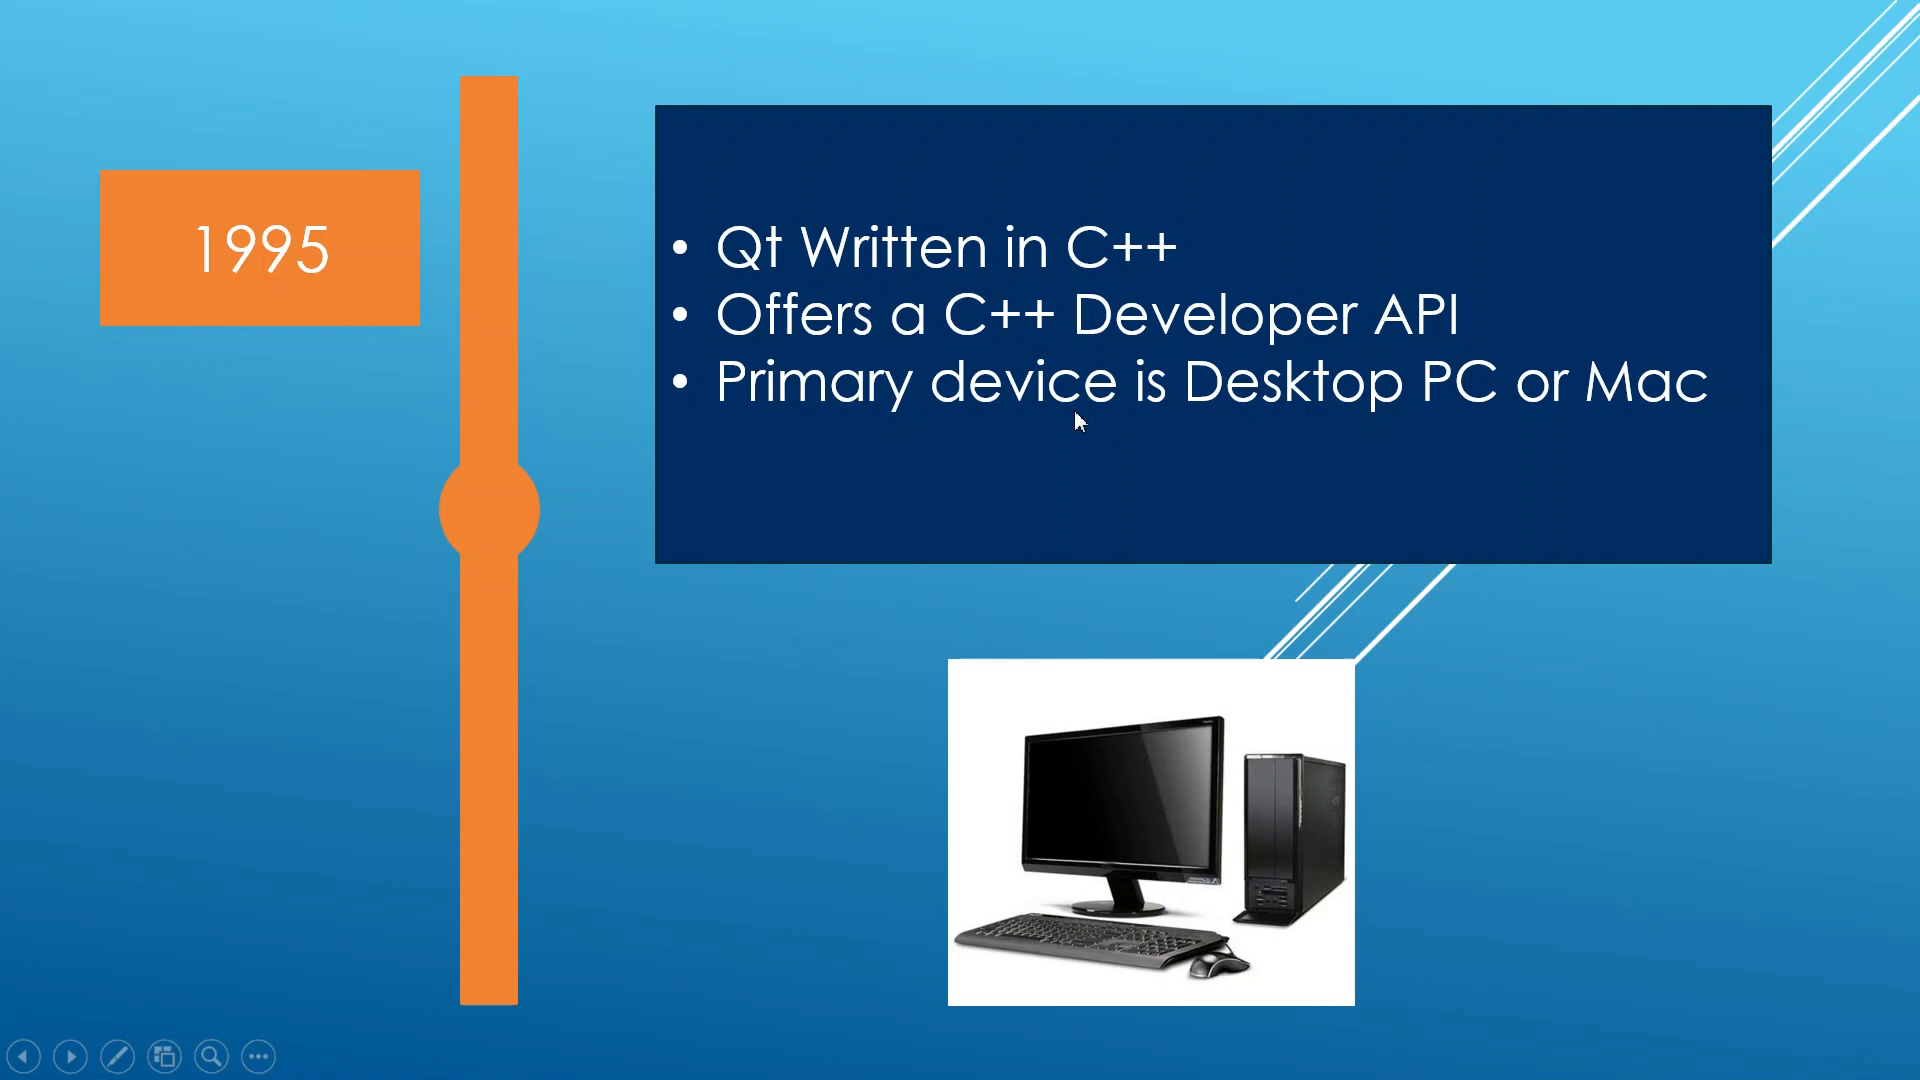 1995
• Qt Written in C++
• Offers a C++ Developer API
• Primary device is Desktop PC or Mac